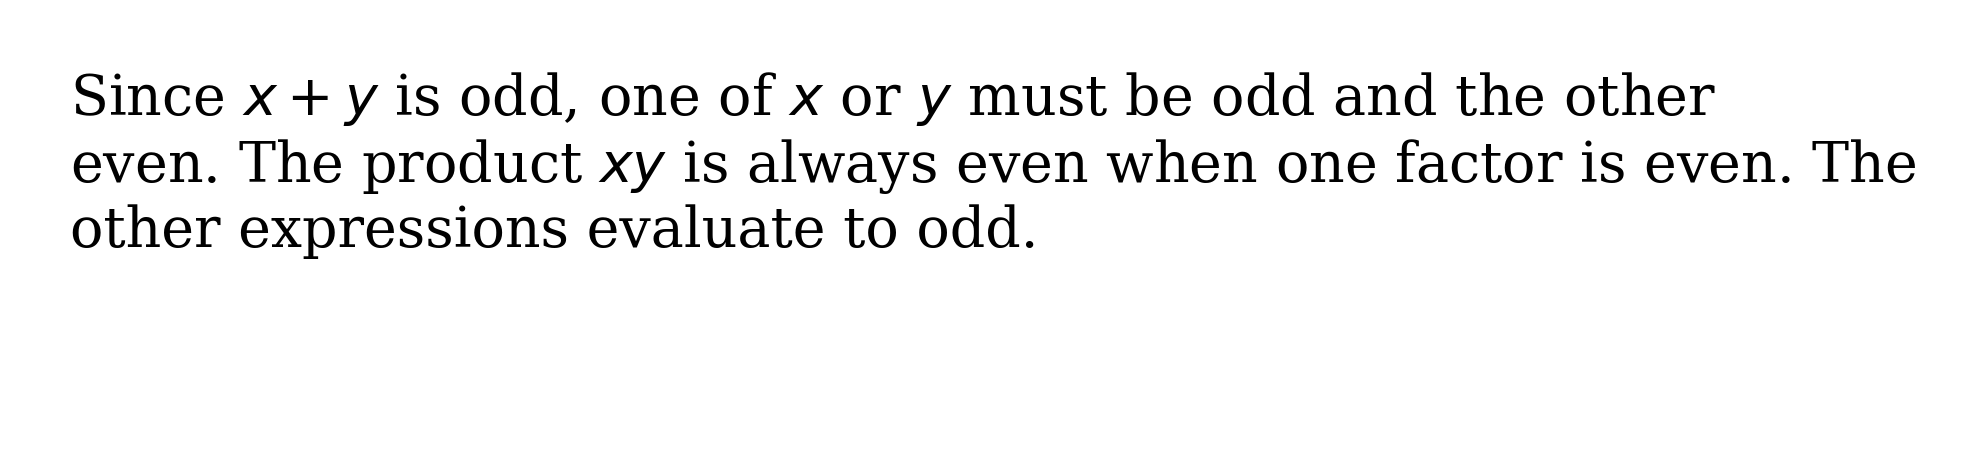 Since x + y is odd, one of x or y must be odd and the other
even. The product xy is always even when one factor is even. The
other expressions evaluate to odd.